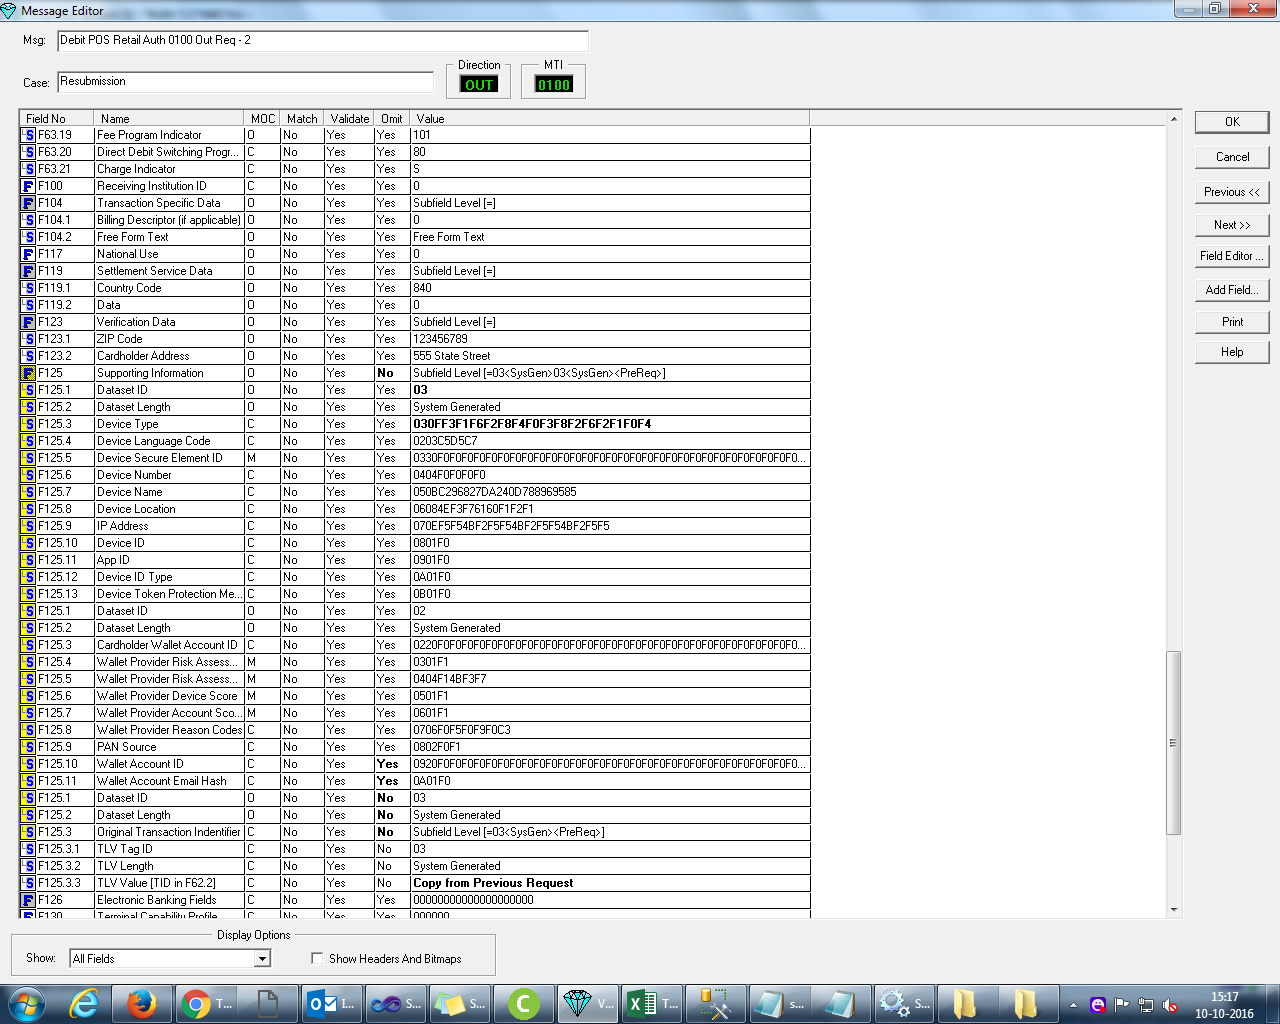 Message Editor
Msg: Debit POS Retail Auth 0100 Out Req - 2
Case: Resubmission
Direction OUT
MTI 0100
Field No Name MOC Match Validate Omit Value
F63.19 Fee Program Indicator O No Yes Yes 101
F63.20 Direct Debit Switching Progr... C No Yes Yes 80
F63.21 Charge Indicator C No Yes Yes S
F100 Receiving Institution ID C No Yes Yes 0
F104 Transaction Specific Data O No Yes Yes Subfield Level [=]
F104.1 Billing Descriptor (if applicable) O No Yes Yes 0
F104.2 Free Form Text O No Yes Yes Free Form Text
F117 National Use O No Yes Yes 0
F119 Settlement Service Data O No Yes Yes Subfield Level [=]
F119.1 Country Code O No Yes Yes 840
F119.2 Data O No Yes Yes 0
F123 Verification Data O No Yes Yes Subfield Level [=]
F123.1 ZIP Code O No Yes Yes 123456789
F123.2 Cardholder Address O No Yes Yes 555 State Street
F125 Supporting Information O No Yes No Subfield Level [=03<SysGen>03<SysGen><PreReq>]
F125.1 Dataset ID O No Yes Yes 03
F125.2 Dataset Length O No Yes Yes System Generated
F125.3 Device Type C No Yes Yes 030FF3F1F6F2F8F4F0F3F8F2F6F2F1F0F4
F125.4 Device Language Code C No Yes Yes 0203C5D5C7
F125.5 Device Secure Element ID M No Yes Yes 0330F0F0F0F0F0F0F0F0F0F0F0F0F0F0F0F0F0F0F0F0F0F0F0F0F0F0F0F0F0F0F0...
F125.6 Device Number C No Yes Yes 0404F0F0F0F0
F125.7 Device Name C No Yes Yes 050BC296827DA240D788969585
F125.8 Device Location C No Yes Yes 06084EF3F76160F1F2F1
F125.9 IP Address C No Yes Yes 070EF5F54BF2F5F54BF2F5F54BF2F5F5
F125.10 Device ID C No Yes Yes 0801F0
F125.11 App ID C No Yes Yes 0901F0
F125.12 Device ID Type C No Yes Yes 0A01F0
F125.13 Device Token Protection Me... C No Yes Yes 0B01F0
F125.1 Dataset ID O No Yes Yes 02
F125.2 Dataset Length O No Yes Yes System Generated
F125.3 Cardholder Wallet Account ID C No Yes Yes 0220F0F0F0F0F0F0F0F0F0F0F0F0F0F0F0F0F0F0F0F0F0F0F0F0F0F0F0F0F0F0F0...
F125.4 Wallet Provider Risk Assess... M No Yes Yes 0301F1
F125.5 Wallet Provider Risk Assess... M No Yes Yes 0404F14BF3F7
F125.6 Wallet Provider Device Score M No Yes Yes 0501F1
F125.7 Wallet Provider Account Sco... M No Yes Yes 0601F1
F125.8 Wallet Provider Reason Codes C No Yes Yes 0706F0F5F0F9F0C3
F125.9 PAN Source C No Yes Yes 0802F0F1
F125.10 Wallet Account ID C No Yes Yes 0920F0F0F0F0F0F0F0F0F0F0F0F0F0F0F0F0F0F0F0F0F0F0F0F0F0F0F0F0F0F0F0...
F125.11 Wallet Account Email Hash C No Yes Yes 0A01F0
F125.1 Dataset ID O No Yes No 03
F125.2 Dataset Length O No Yes No System Generated
F125.3 Original Transaction Indentifier C No Yes No Subfield Level [=03<SysGen><PreReq>]
F125.3.1 TLV Tag ID C No Yes No 03
F125.3.2 TLV Length C No Yes No System Generated
F125.3.3 TLV Value [TID in F62.2] C No Yes No Copy from Previous Request
F126 Electronic Banking Fields C No Yes Yes 00000000000000000000
F130 Terminal Capability Profile C No Yes Yes 000000
OK
Cancel
Previous <<
Next >>
Field Editor ...
Add Field...
Print
Help
Display Options
Show: All Fields
Show Headers And Bitmaps
T... I... S... S... C V... T... s... S...
15:17
10-10-2016